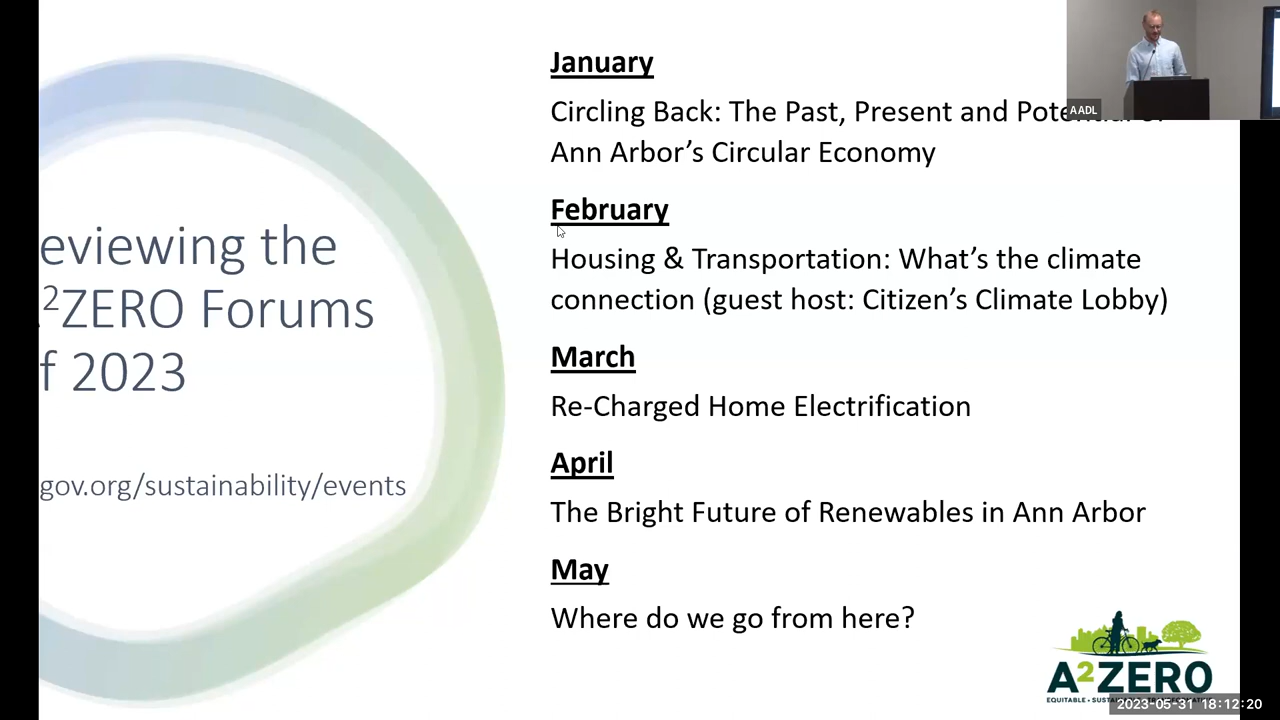 eviewing the
²ZERO Forums
f 2023
gov.org/sustainability/events
January
Circling Back: The Past, Present and Potential of
Ann Arbor’s Circular Economy
February
Housing & Transportation: What’s the climate
connection (guest host: Citizen’s Climate Lobby)
March
Re-Charged Home Electrification
April
The Bright Future of Renewables in Ann Arbor
May
Where do we go from here?
AADL
A²ZERO
EQUITABLE •
2023-05-31 18:12:20